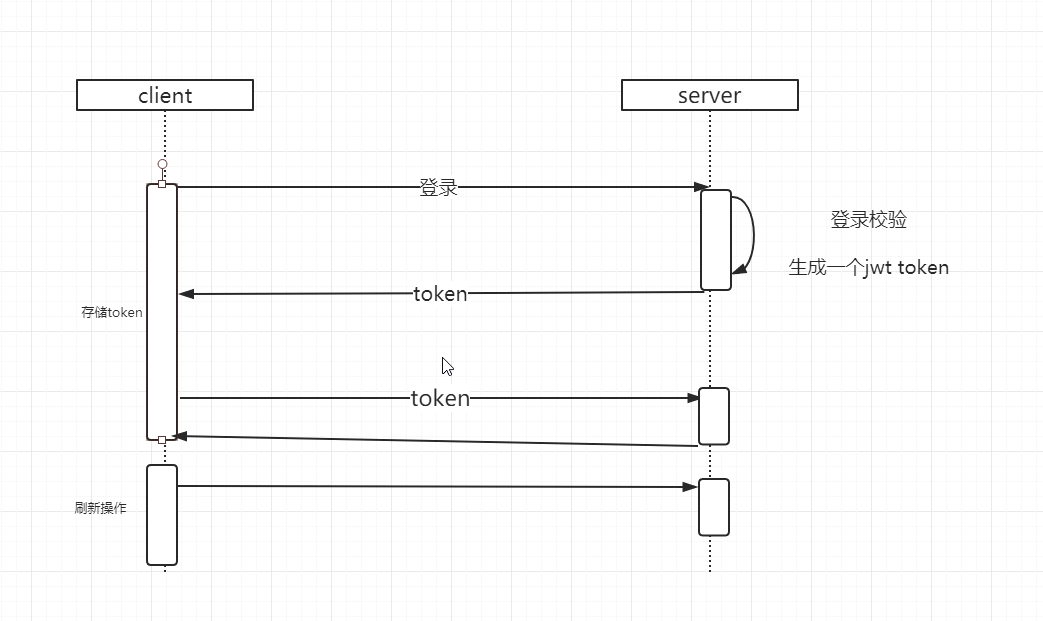 client
server
登录
登录校验
生成一个jwt token
token
存储token
token
刷新操作